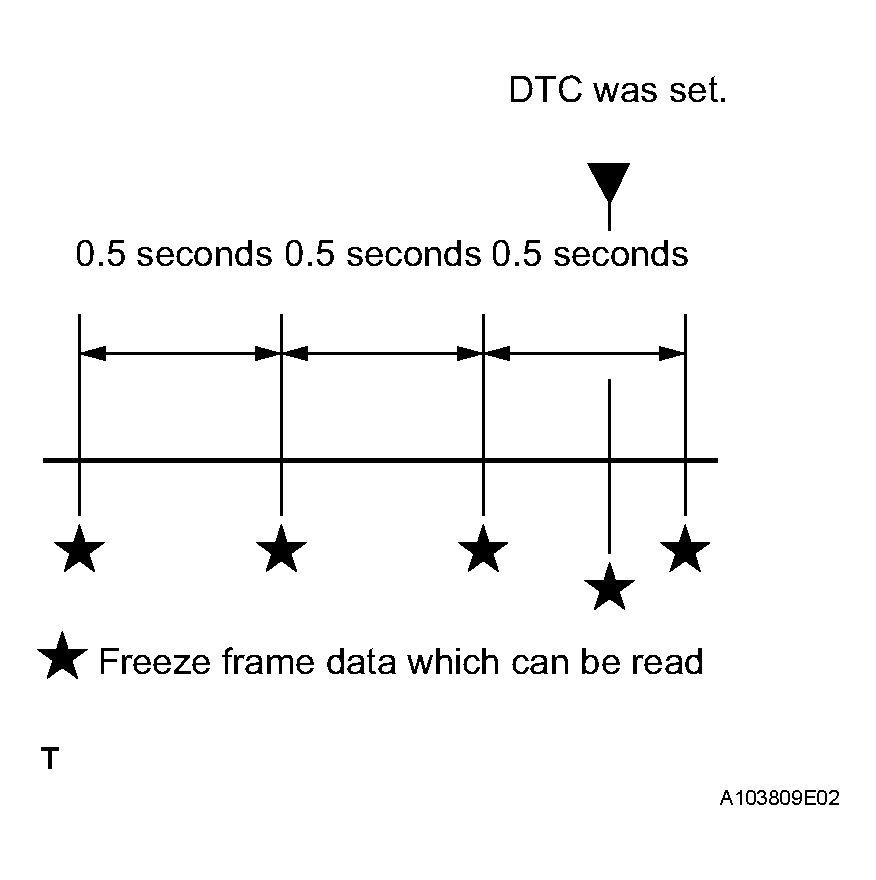 DTC was set.
0.5 seconds 0.5 seconds 0.5 seconds
Freeze frame data which can be read
T
A103809E02